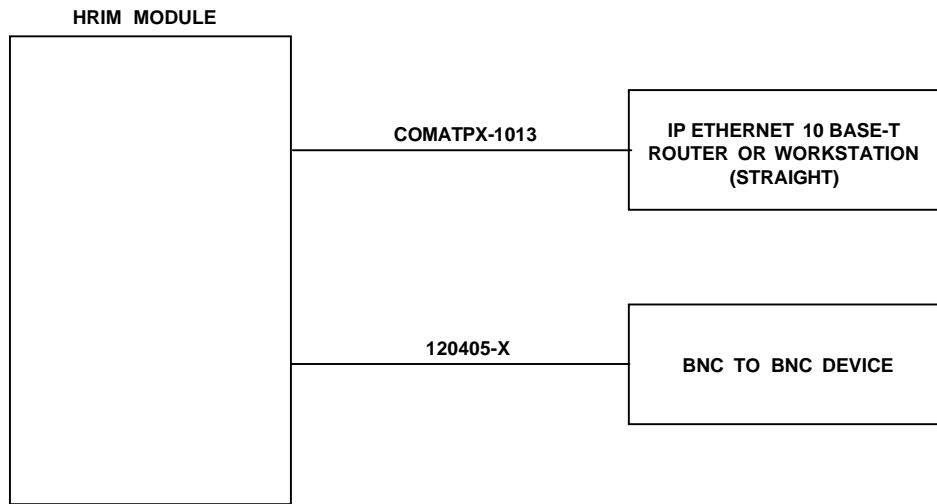 HRIM MODULE
COMATPX-1013
IP ETHERNET 10 BASE-T
ROUTER OR WORKSTATION
(STRAIGHT)
120405-X
BNC TO BNC DEVICE